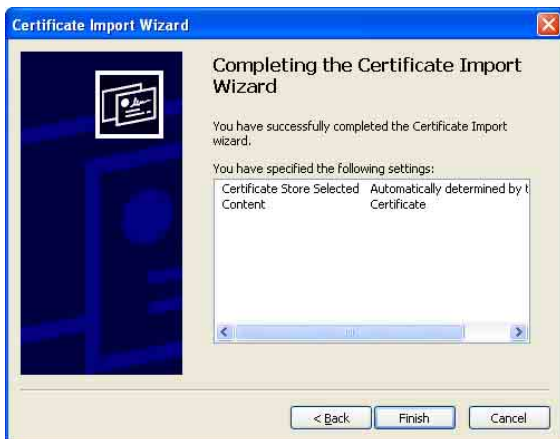 Certificate Import Wizard
Completing the Certificate Import
Wizard
You have successfully completed the Certificate Import
wizard.
You have specified the following settings:
Certificate Store Selected Automatically determined by t
Content Certificate
< Back Finish Cancel